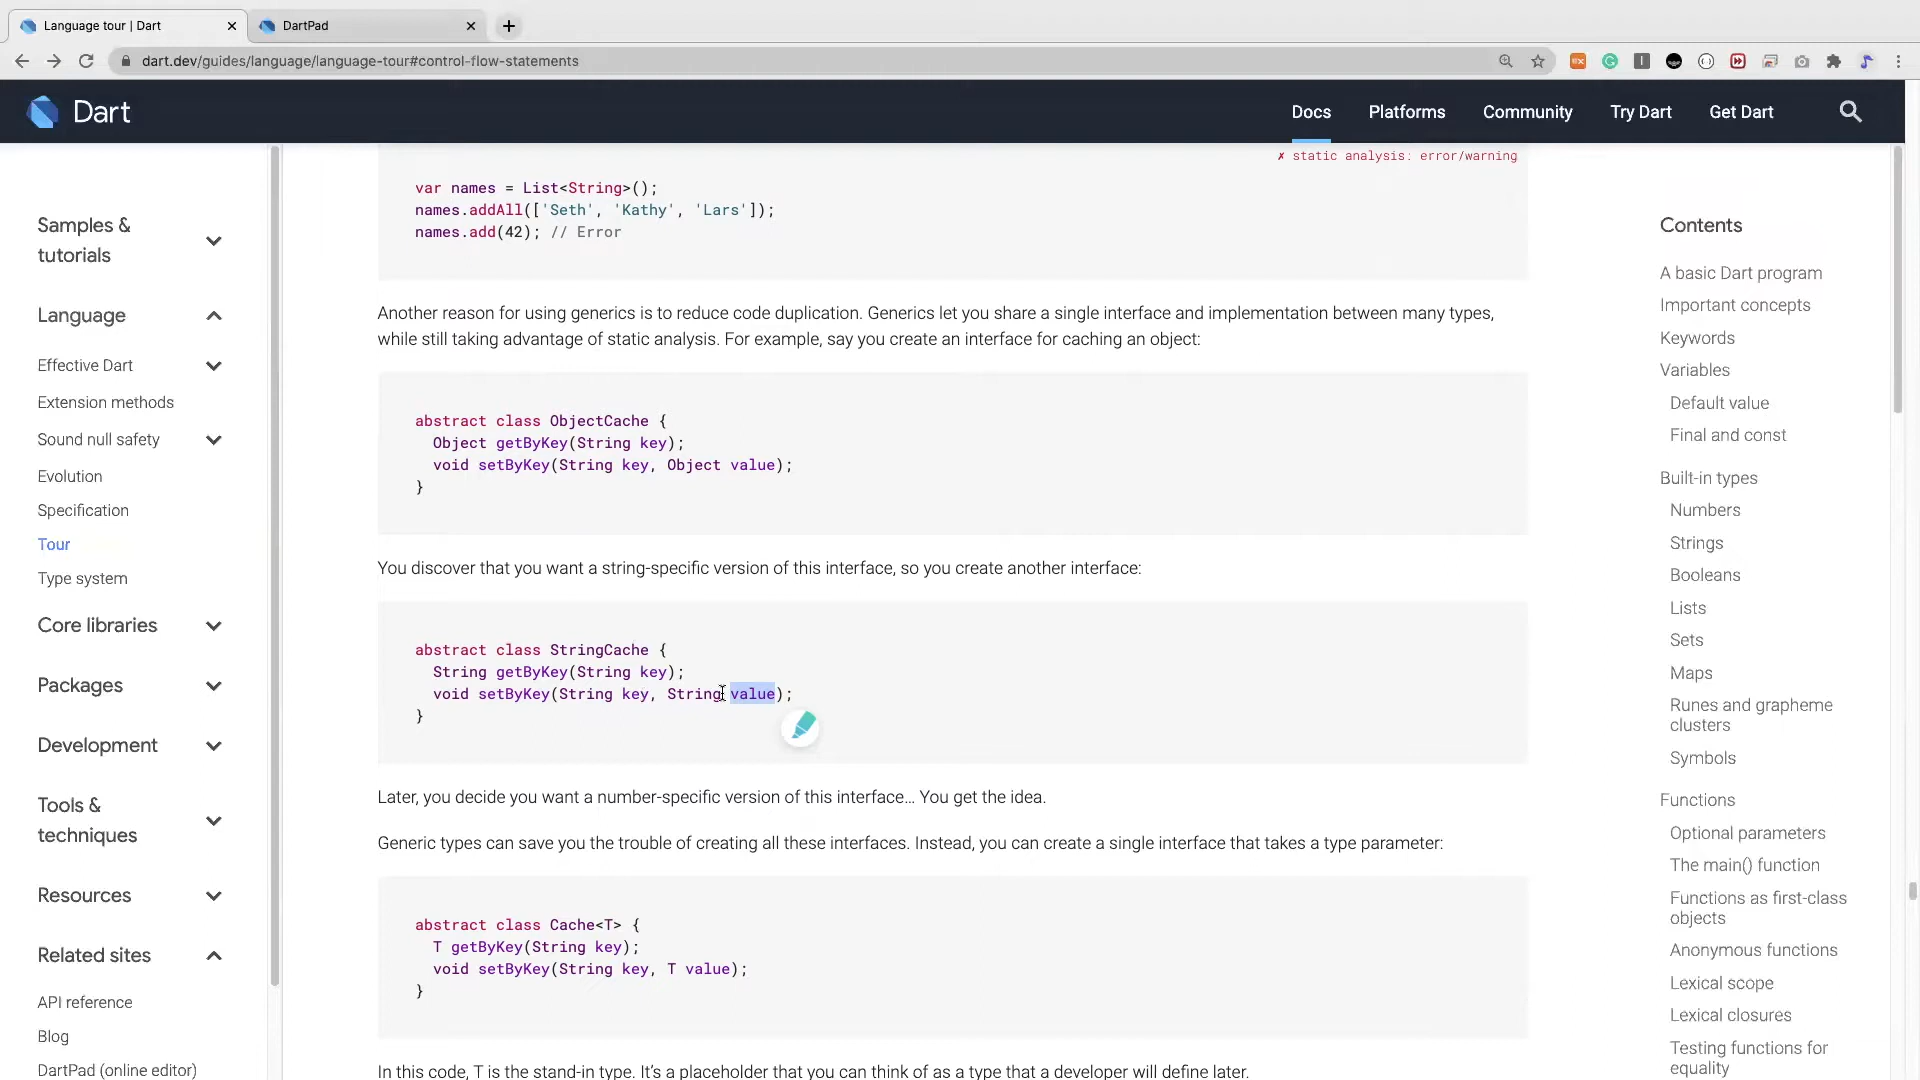 Language tour | Dart
DartPad
dart.dev/guides/language/language-tour#control-flow-statements
Dart
Docs
Platforms
Community
Try Dart
Get Dart
Samples &
tutorials
Language
Effective Dart
Extension methods
Sound null safety
Evolution
Specification
Tour
Type system
Core libraries
Packages
Development
Tools &
techniques
Resources
Related sites
API reference
Blog
DartPad (online editor)
✗ static analysis: error/warning
var names = List<String>();
names.addAll(['Seth', 'Kathy', 'Lars']);
names.add(42); // Error
Another reason for using generics is to reduce code duplication. Generics let you share a single interface and implementation between many types,
while still taking advantage of static analysis. For example, say you create an interface for caching an object:
abstract class ObjectCache {
Object getByKey(String key);
void setByKey(String key, Object value);
}
You discover that you want a string-specific version of this interface, so you create another interface:
abstract class StringCache {
String getByKey(String key);
void setByKey(String key, String value);
}
Later, you decide you want a number-specific version of this interface… You get the idea.
Generic types can save you the trouble of creating all these interfaces. Instead, you can create a single interface that takes a type parameter:
abstract class Cache<T> {
T getByKey(String key);
void setByKey(String key, T value);
}
In this code, T is the stand-in type. It's a placeholder that you can think of as a type that a developer will define later.
Contents
A basic Dart program
Important concepts
Keywords
Variables
Default value
Final and const
Built-in types
Numbers
Strings
Booleans
Lists
Sets
Maps
Runes and grapheme
clusters
Symbols
Functions
Optional parameters
The main() function
Functions as first-class
objects
Anonymous functions
Lexical scope
Lexical closures
Testing functions for
equality